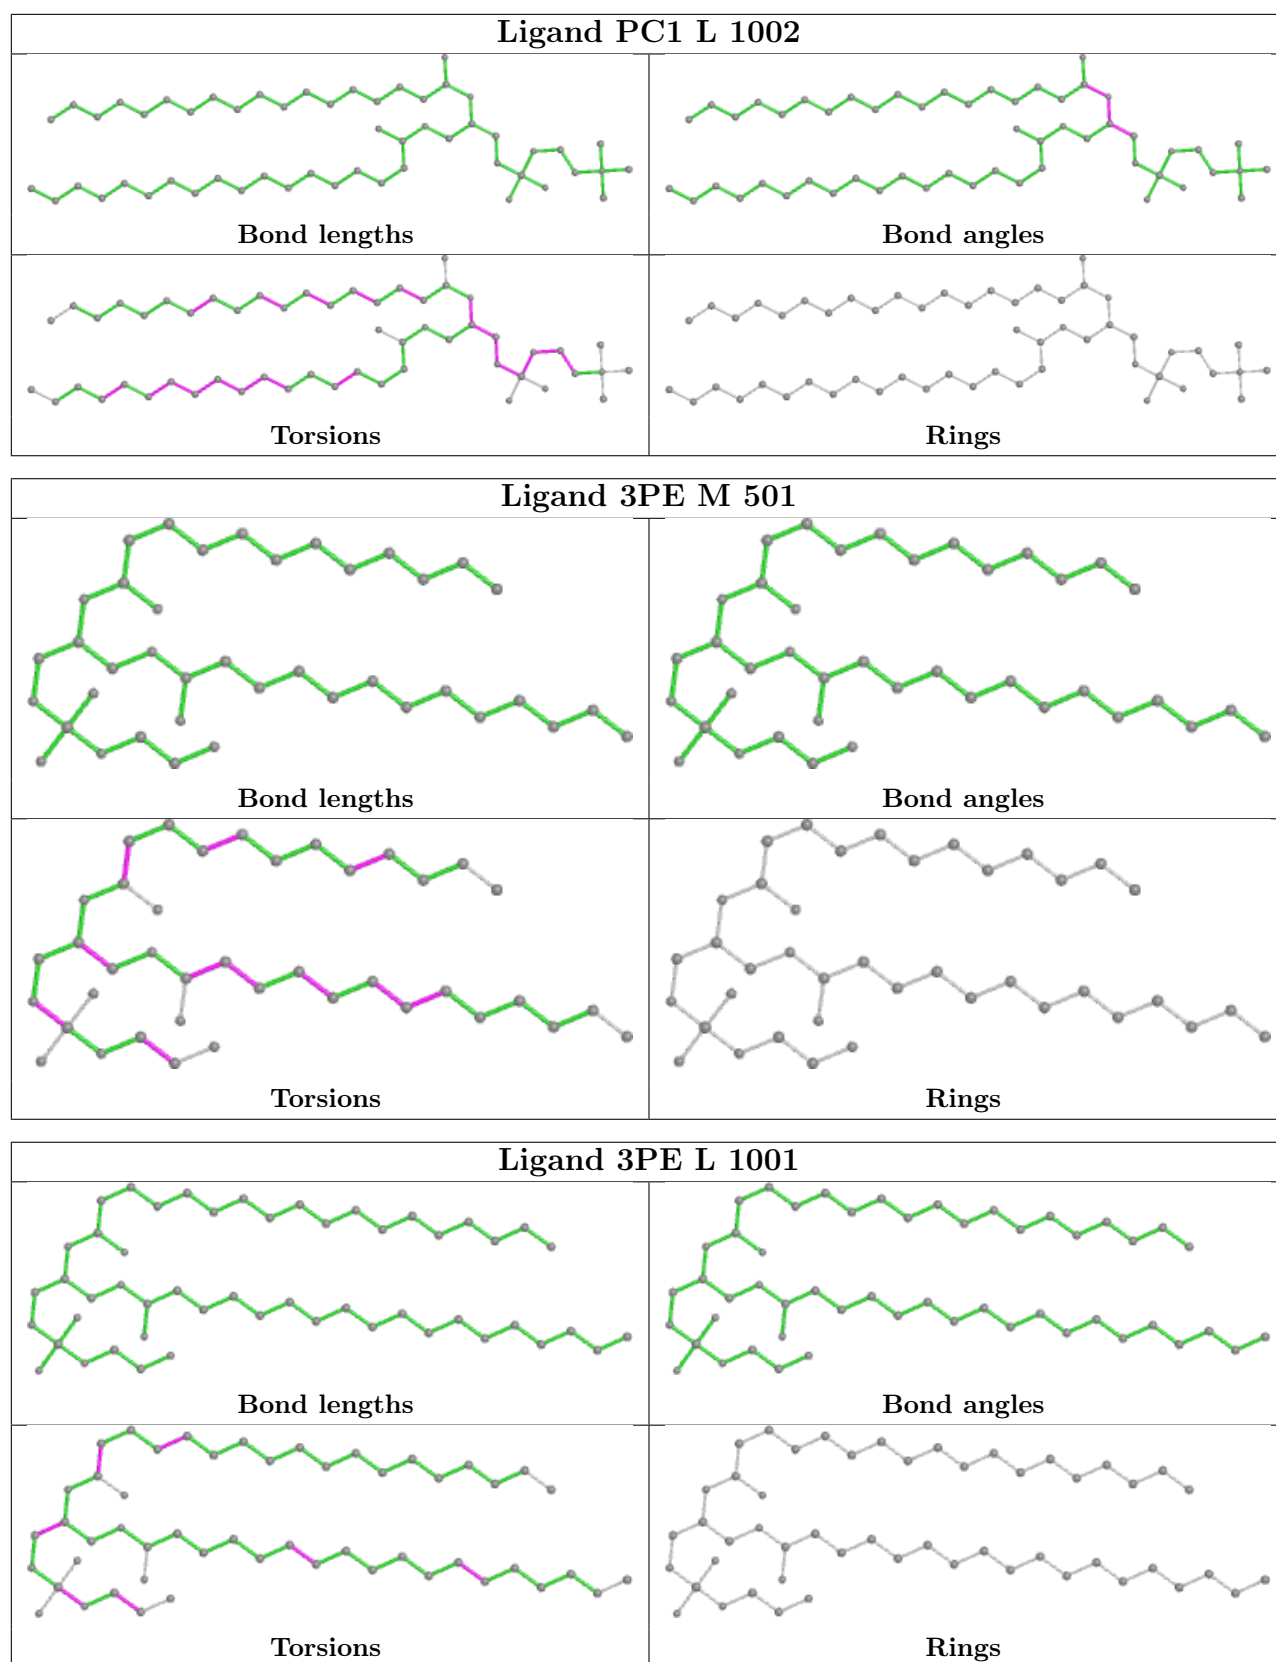 Ligand PC1 L 1002
Bond lengths
Bond angles
Torsions
Rings
Ligand 3PE M 501
Bond lengths
Bond angles
Torsions
Rings
Ligand 3PE L 1001
Bond lengths
Bond angles
Torsions
Rings